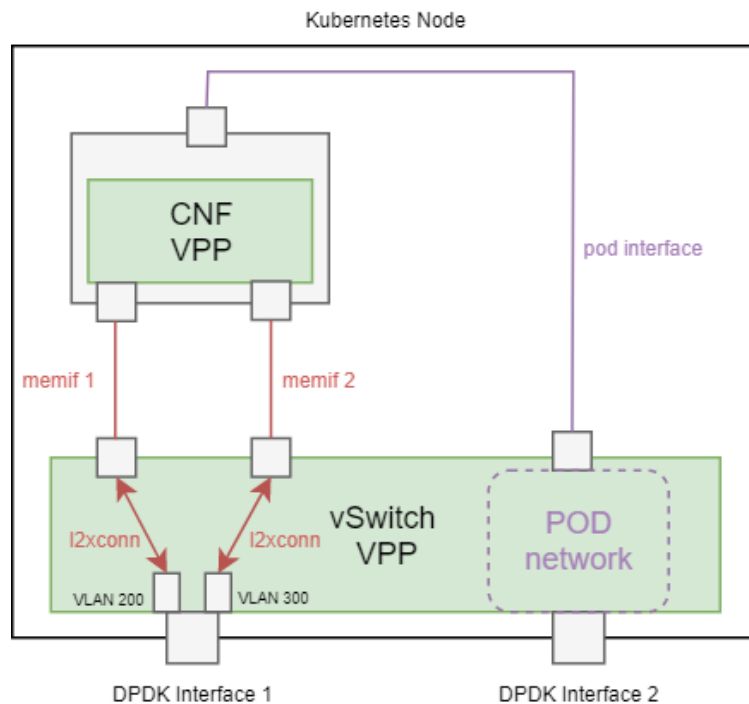 Kubernetes Node
CNF
VPP
pod interface
memif 1
memif 2
vSwitch
VPP
POD
network
l2xconn
l2xconn
VLAN 200
VLAN 300
DPDK Interface 1
DPDK Interface 2